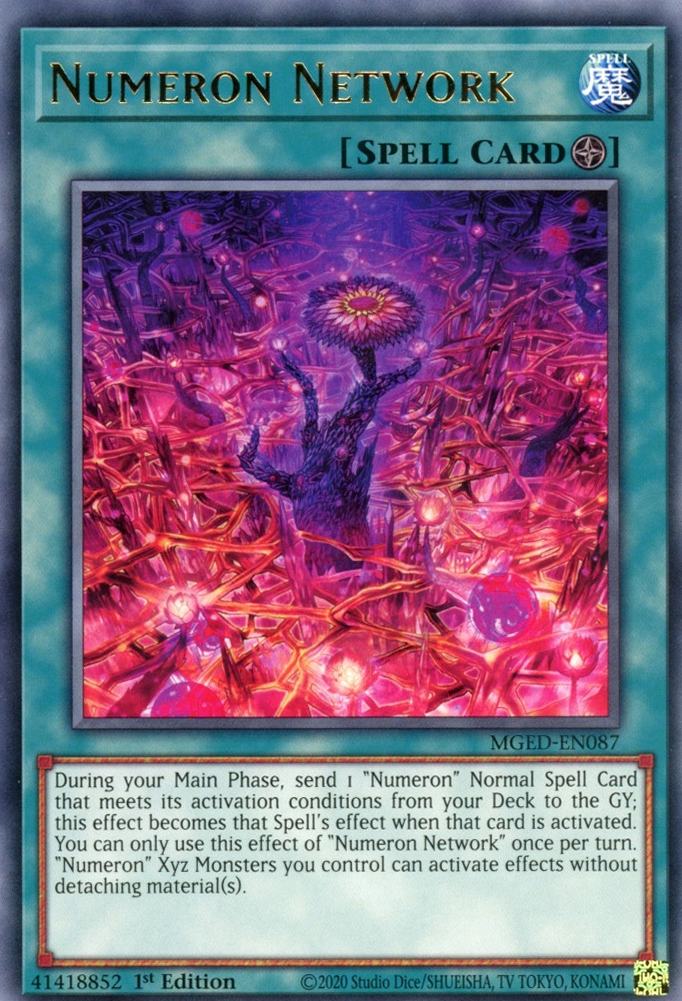 NUMERON NETWORK
SPELL
魔
[SPELL CARD]
MGED-EN087
During your Main Phase, send 1 "Numeron" Normal Spell Card
that meets its activation conditions from your Deck to the GY;
this effect becomes that Spell's effect when that card is activated.
You can only use this effect of "Numeron Network" once per turn.
"Numeron" Xyz Monsters you control can activate effects without
detaching material(s).
41418852 1st Edition ©2020 Studio Dice/SHUEISHA, TV TOKYO, KONAMI